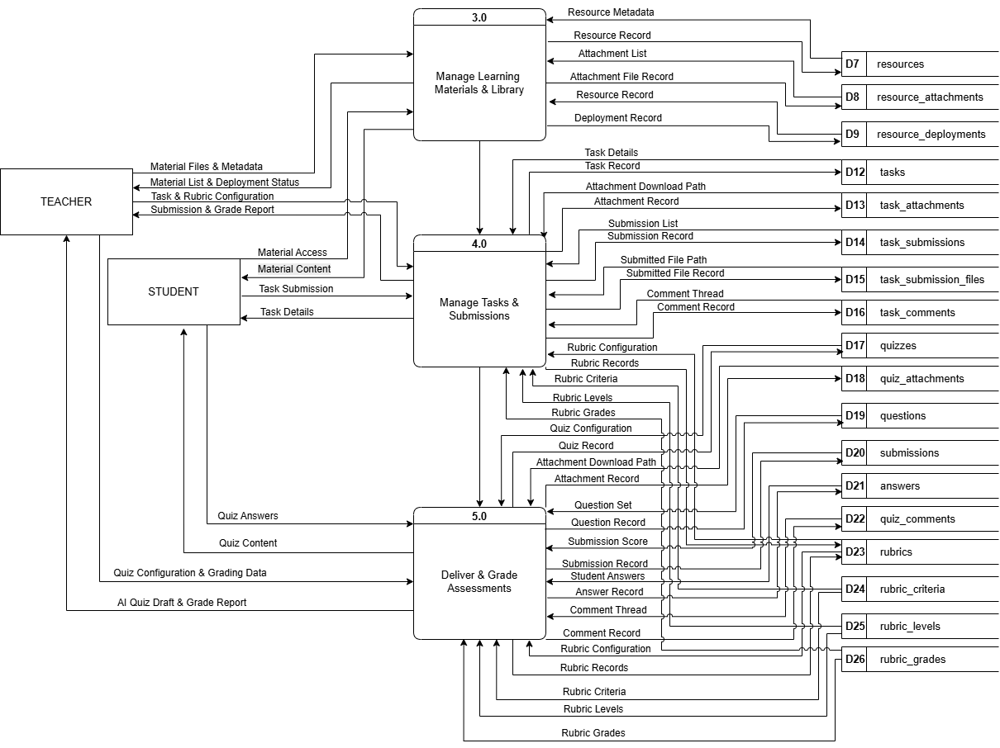 3.0
Manage Learning
Materials & Library
Resource Metadata
Resource Record
Attachment List
Attachment File Record
Resource Record
Deployment Record
D7 resources
D8 resource_attachments
D9 resource_deployments
Material Files & Metadata
Material List & Deployment Status
Task & Rubric Configuration
Submission & Grade Report
TEACHER
Task Details
Task Record
D12 tasks
Attachment Download Path
Attachment Record
D13 task_attachments
Submission List
Submission Record
D14 task_submissions
4.0
Manage Tasks &
Submissions
Material Access
Material Content
STUDENT
Task Submission
Task Details
Submitted File Path
Submitted File Record
D15 task_submission_files
Comment Thread
Comment Record
D16 task_comments
Rubric Configuration
Rubric Records
Rubric Criteria
Rubric Levels
Rubric Grades
D17 quizzes
D18 quiz_attachments
D19 questions
Quiz Configuration
Quiz Record
Attachment Download Path
Attachment Record
D20 submissions
D21 answers
Question Set
Question Record
D22 quiz_comments
5.0
Deliver & Grade
Assessments
Quiz Answers
Quiz Content
Quiz Configuration & Grading Data
AI Quiz Draft & Grade Report
Submission Score
Submission Record
Student Answers
Answer Record
Comment Thread
Comment Record
Rubric Configuration
Rubric Records
Rubric Criteria
Rubric Levels
Rubric Grades
D23 rubrics
D24 rubric_criteria
D25 rubric_levels
D26 rubric_grades